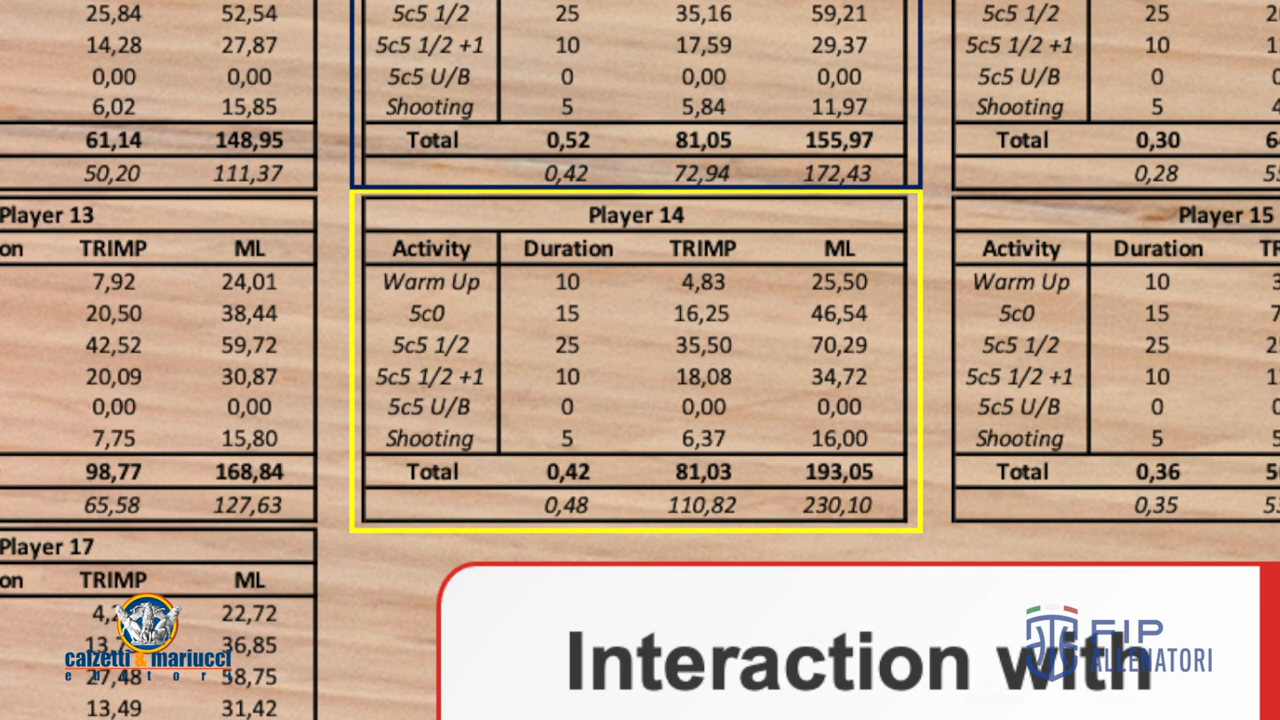 25,84 52,54 5c5 1/2 25 35,16 59,21 5c5 1/2 25
14,28 27,87 5c5 1/2 +1 10 17,59 29,37 5c5 1/2 +1 10
0,00 0,00 5c5 U/B 0 0,00 0,00 5c5 U/B 0
6,02 15,85 Shooting 5 5,84 11,97 Shooting 5
61,14 148,95 Total 0,52 81,05 155,97 Total 0,30
50,20 111,37 0,42 72,94 172,43 0,28
Player 13 Player 14 Player 15
on TRIMP ML Activity Duration TRIMP ML Activity Duration TR
7,92 24,01 Warm Up 10 4,83 25,50 Warm Up 10
20,50 38,44 5c0 15 16,25 46,54 5c0 15
42,52 59,72 5c5 1/2 25 35,50 70,29 5c5 1/2 25
20,09 30,87 5c5 1/2 +1 10 18,08 34,72 5c5 1/2 +1 10
0,00 0,00 5c5 U/B 0 0,00 0,00 5c5 U/B 0
7,75 15,80 Shooting 5 6,37 16,00 Shooting 5
98,77 168,84 Total 0,42 81,03 193,05 Total 0,36
65,58 127,63 0,48 110,82 230,10 0,35
Player 17
on TRIMP ML
22,72
36,85
27,48 58,75
13,49 31,42
calzetti & mariucci
editori
Interaction with
FIP
ALLENATORI